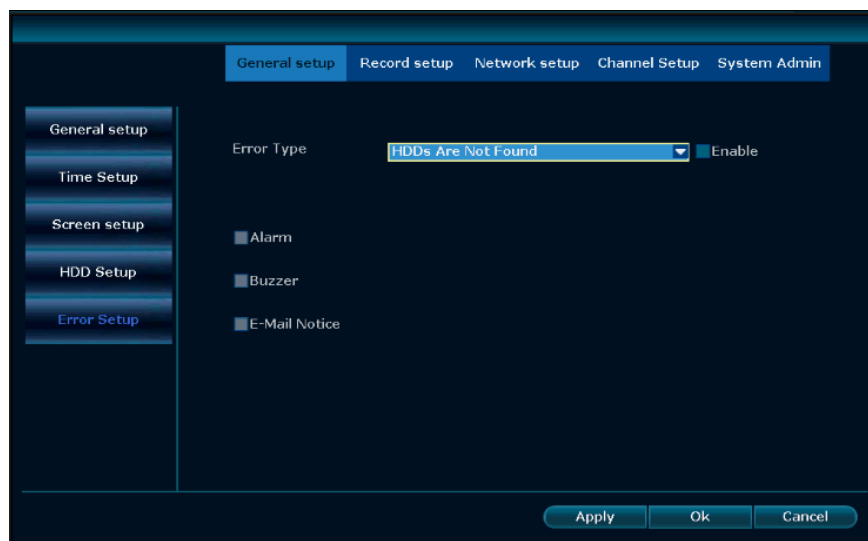 General setup Record setup Network setup Channel Setup System Admin
General setup
Time Setup
Screen setup
HDD Setup
Error Setup
Error Type HDDs Are Not Found Enable
Alarm
Buzzer
E-Mail Notice
Apply Ok Cancel